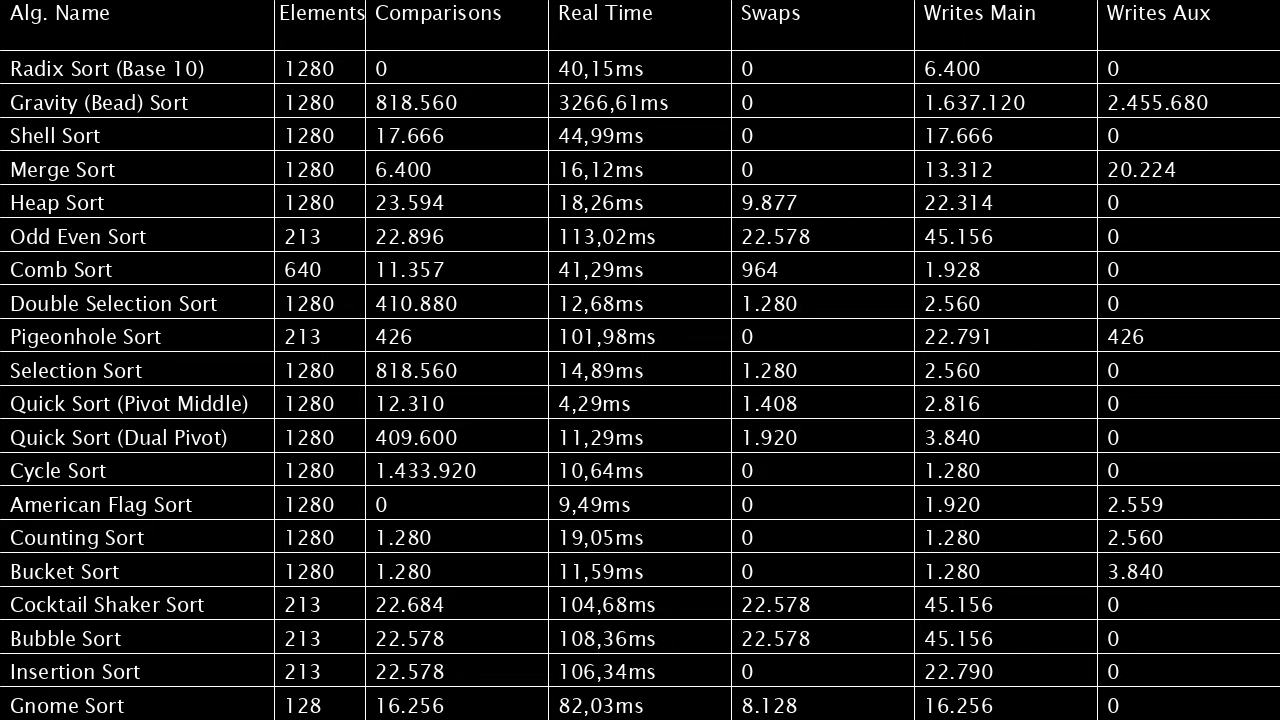 Alg. Name Elements Comparisons Real Time Swaps Writes Main Writes Aux
Radix Sort (Base 10) 1280 0 40,15ms 0 6.400 0
Gravity (Bead) Sort 1280 818.560 3266,61ms 0 1.637.120 2.455.680
Shell Sort 1280 17.666 44,99ms 0 17.666 0
Merge Sort 1280 6.400 16,12ms 0 13.312 20.224
Heap Sort 1280 23.594 18,26ms 9.877 22.314 0
Odd Even Sort 213 22.896 113,02ms 22.578 45.156 0
Comb Sort 640 11.357 41,29ms 964 1.928 0
Double Selection Sort 1280 410.880 12,68ms 1.280 2.560 0
Pigeonhole Sort 213 426 101,98ms 0 22.791 426
Selection Sort 1280 818.560 14,89ms 1.280 2.560 0
Quick Sort (Pivot Middle) 1280 12.310 4,29ms 1.408 2.816 0
Quick Sort (Dual Pivot) 1280 409.600 11,29ms 1.920 3.840 0
Cycle Sort 1280 1.433.920 10,64ms 0 1.280 0
American Flag Sort 1280 0 9,49ms 0 1.920 2.559
Counting Sort 1280 1.280 19,05ms 0 1.280 2.560
Bucket Sort 1280 1.280 11,59ms 0 1.280 3.840
Cocktail Shaker Sort 213 22.684 104,68ms 22.578 45.156 0
Bubble Sort 213 22.578 108,36ms 22.578 45.156 0
Insertion Sort 213 22.578 106,34ms 0 22.790 0
Gnome Sort 128 16.256 82,03ms 8.128 16.256 0